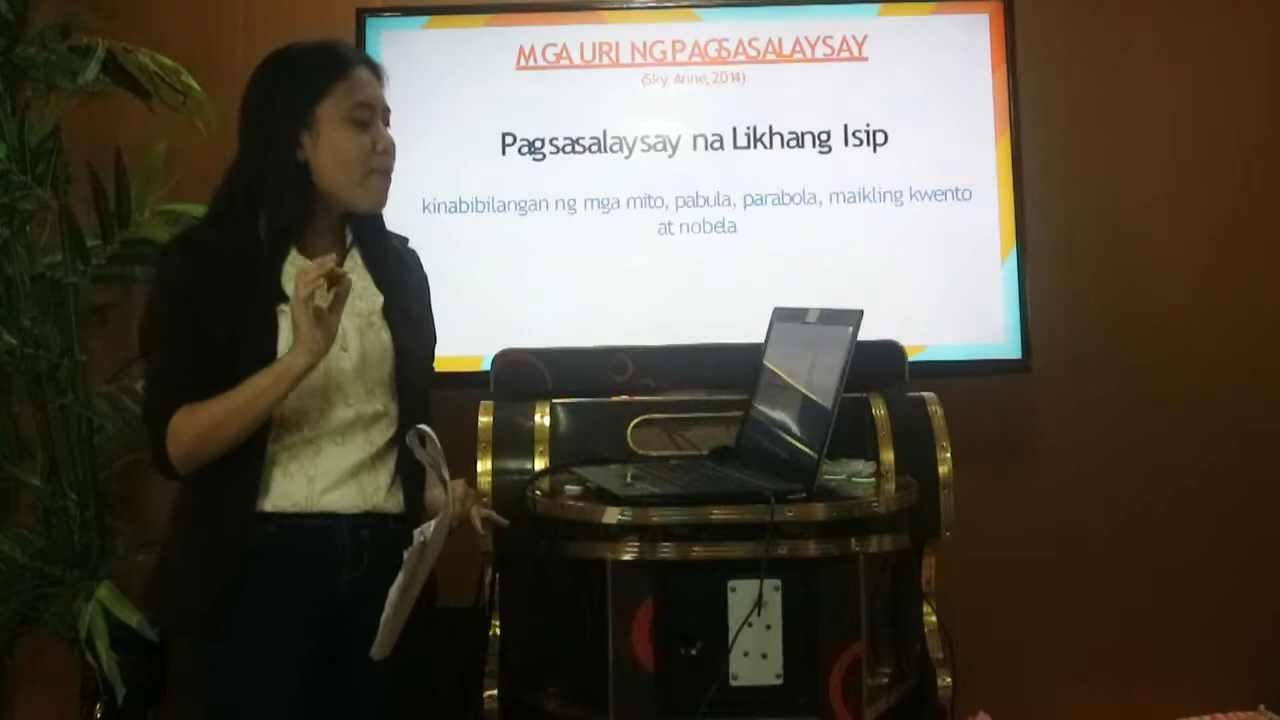 MGA URI NG PAGSASALAYSAY
(Sky Anne, 2014)
Pagsasalaysay na Likhang Isip
kinabibilangan ng mga mito, pabula, parabola, maikling kwento
at nobela